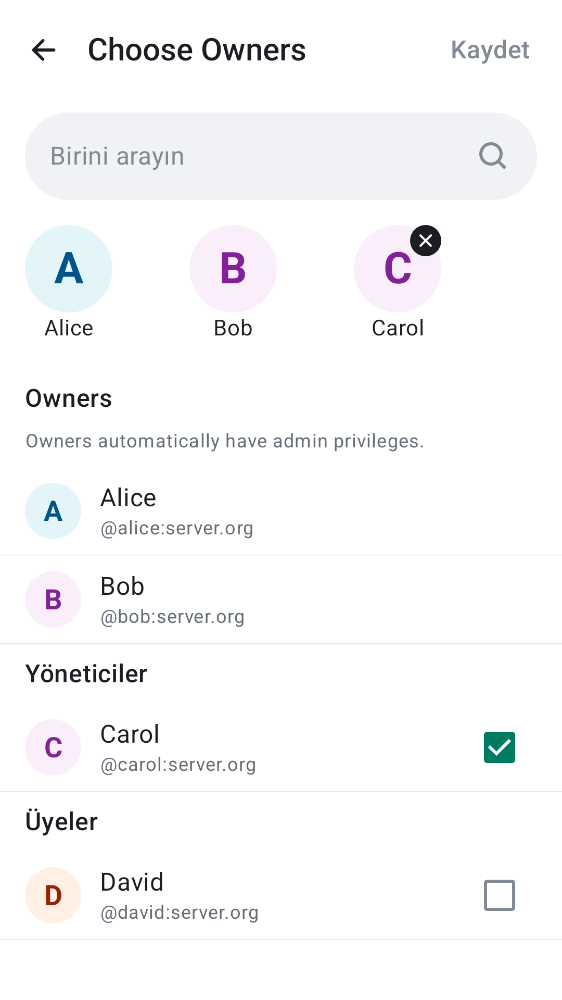 Choose Owners
Kaydet
Birini arayın
A
B
C
Alice
Bob
Carol
Owners
Owners automatically have admin privileges.
A
Alice
@alice:server.org
B
Bob
@bob:server.org
Yöneticiler
C
Carol
@carol:server.org
Üyeler
D
David
@david:server.org